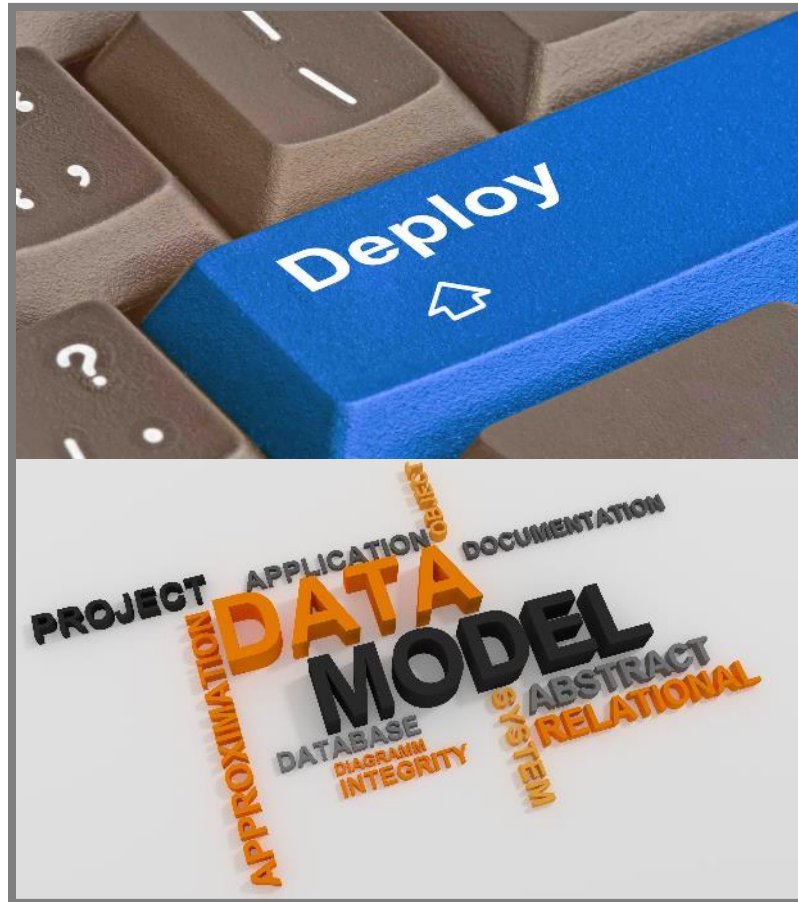 Deploy
?
OBJECT
APPLICATION
DOCUMENTATION
PROJECT
DATA
MODEL
APPROXIMATION
SYSTEM
ABSTRACT
RELATIONAL
DATABASE
DIAGRAMM
INTEGRITY